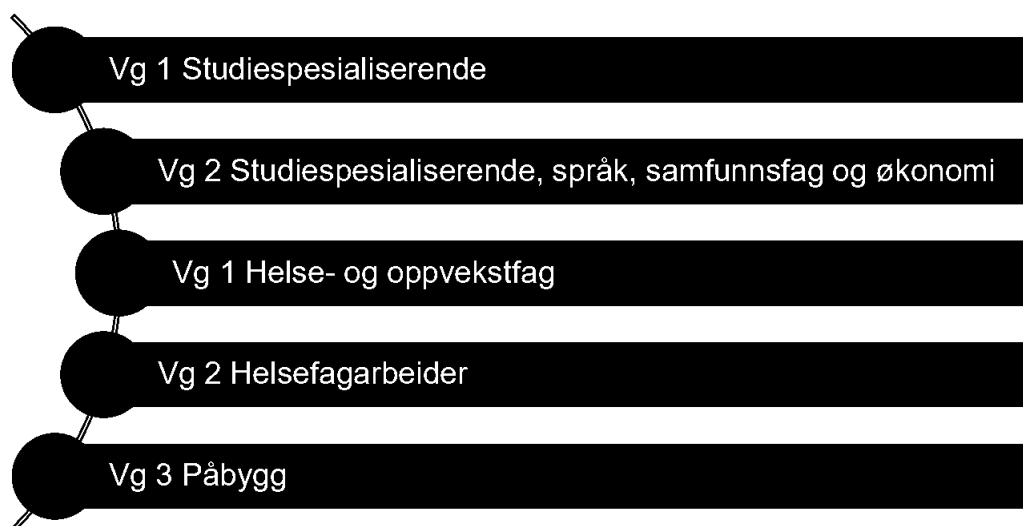 Vg 1 Studiespesialiserende
Vg 2 Studiespesialiserende, språk, samfunnsfag og økonomi
Vg 1 Helse- og oppvekstfag
Vg 2 Helsefagarbeider
Vg 3 Påbygg